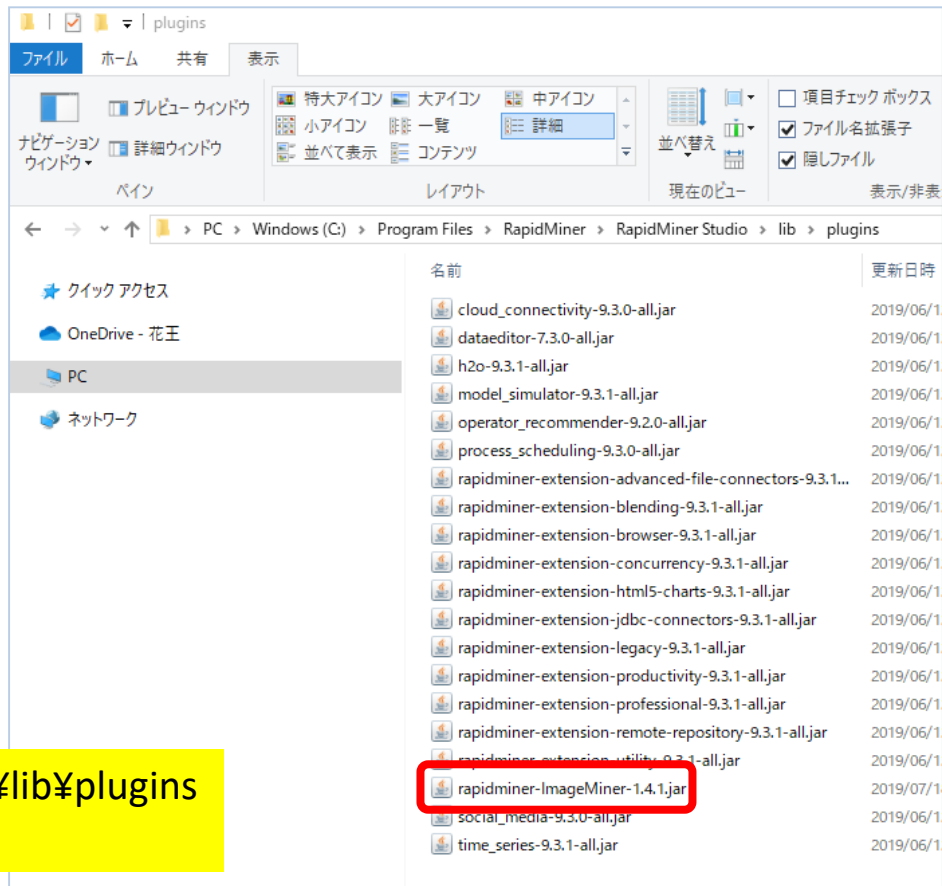 plugins
ファイル ホーム 共有 表示
ナビゲーション ウィンドウ
プレビュー ウィンドウ
詳細ウィンドウ
ペイン
特大アイコン 大アイコン 中アイコン
小アイコン 一覧 詳細
並べて表示 コンテンツ
レイアウト
並べ替え
現在のビュー
項目チェック ボックス
ファイル名拡張子
隠しファイル
表示/非表
PC > Windows (C:) > Program Files > RapidMiner > RapidMiner Studio > lib > plugins
クイック アクセス
OneDrive - 花王
PC
ネットワーク
名前 更新日時
cloud_connectivity-9.3.0-all.jar 2019/06/1
dataeditor-7.3.0-all.jar 2019/06/1
h2o-9.3.1-all.jar 2019/06/1
model_simulator-9.3.1-all.jar 2019/06/1
operator_recommender-9.2.0-all.jar 2019/06/1
process_scheduling-9.3.0-all.jar 2019/06/1
rapidminer-extension-advanced-file-connectors-9.3.1... 2019/06/1
rapidminer-extension-blending-9.3.1-all.jar 2019/06/1
rapidminer-extension-browser-9.3.1-all.jar 2019/06/1
rapidminer-extension-concurrency-9.3.1-all.jar 2019/06/1
rapidminer-extension-html5-charts-9.3.1-all.jar 2019/06/1
rapidminer-extension-jdbc-connectors-9.3.1-all.jar 2019/06/1
rapidminer-extension-legacy-9.3.1-all.jar 2019/06/1
rapidminer-extension-productivity-9.3.1-all.jar 2019/06/1
rapidminer-extension-professional-9.3.1-all.jar 2019/06/1
rapidminer-extension-remote-repository-9.3.1-all.jar 2019/06/1
rapidminer-extension-utility-9.3.1-all.jar 2019/06/1
rapidminer-ImageMiner-1.4.1.jar 2019/07/1
social_media-9.3.0-all.jar 2019/06/1
time_series-9.3.1-all.jar 2019/06/1
¥lib¥plugins